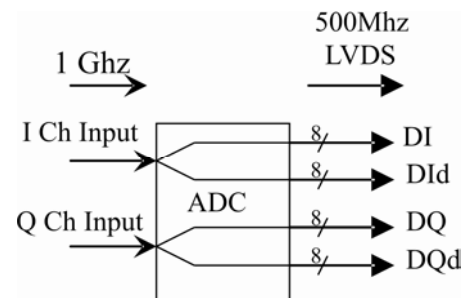 500Mhz
LVDS
1 Ghz
I Ch Input
8
DI
8
DId
ADC
Q Ch Input
8
DQ
8
DQd